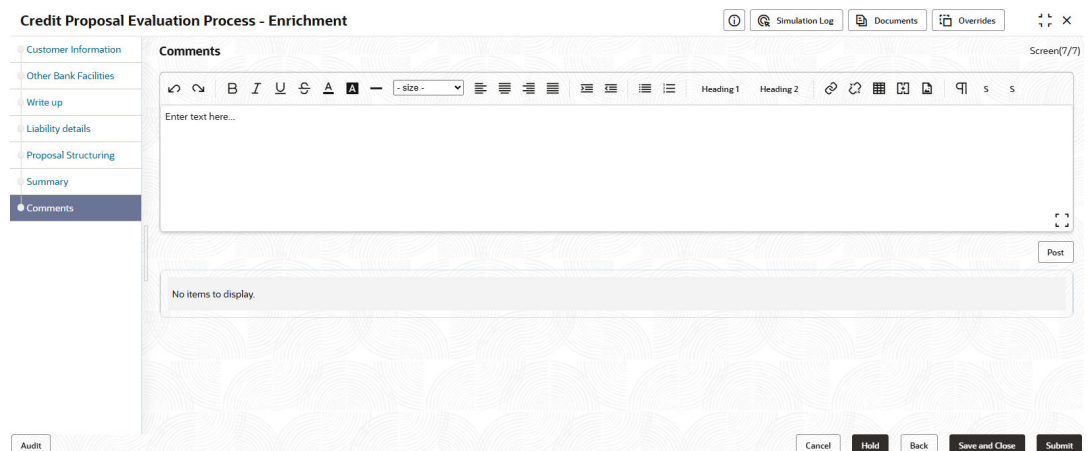 Credit Proposal Evaluation Process - Enrichment
Simulation Log
Documents
Overrides
Customer Information
Other Bank Facilities
Write up
Liability details
Proposal Structuring
Summary
Comments
Comments
Screen(7/7)
B I U S A A - size - Heading 1 Heading 2 S S
Enter text here...
Post
No items to display.
Audit
Cancel
Hold
Back
Save and Close
Submit